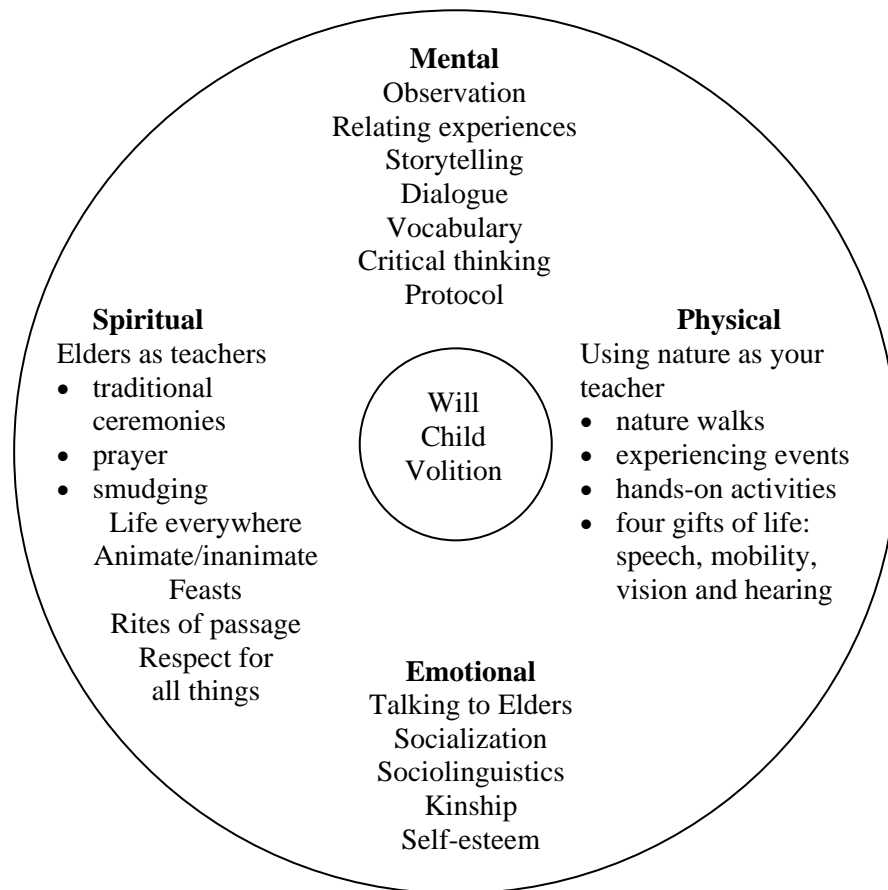 Mental
Observation
Relating experiences
Storytelling
Dialogue
Vocabulary
Critical thinking
Protocol
Spiritual
Elders as teachers
• traditional
ceremonies
• prayer
• smudging
Life everywhere
Animate/inanimate
Feasts
Rites of passage
Respect for
all things
Will
Child
Volition
Physical
Using nature as your
teacher
• nature walks
• experiencing events
• hands-on activities
• four gifts of life:
speech, mobility,
vision and hearing
Emotional
Talking to Elders
Socialization
Sociolinguistics
Kinship
Self-esteem